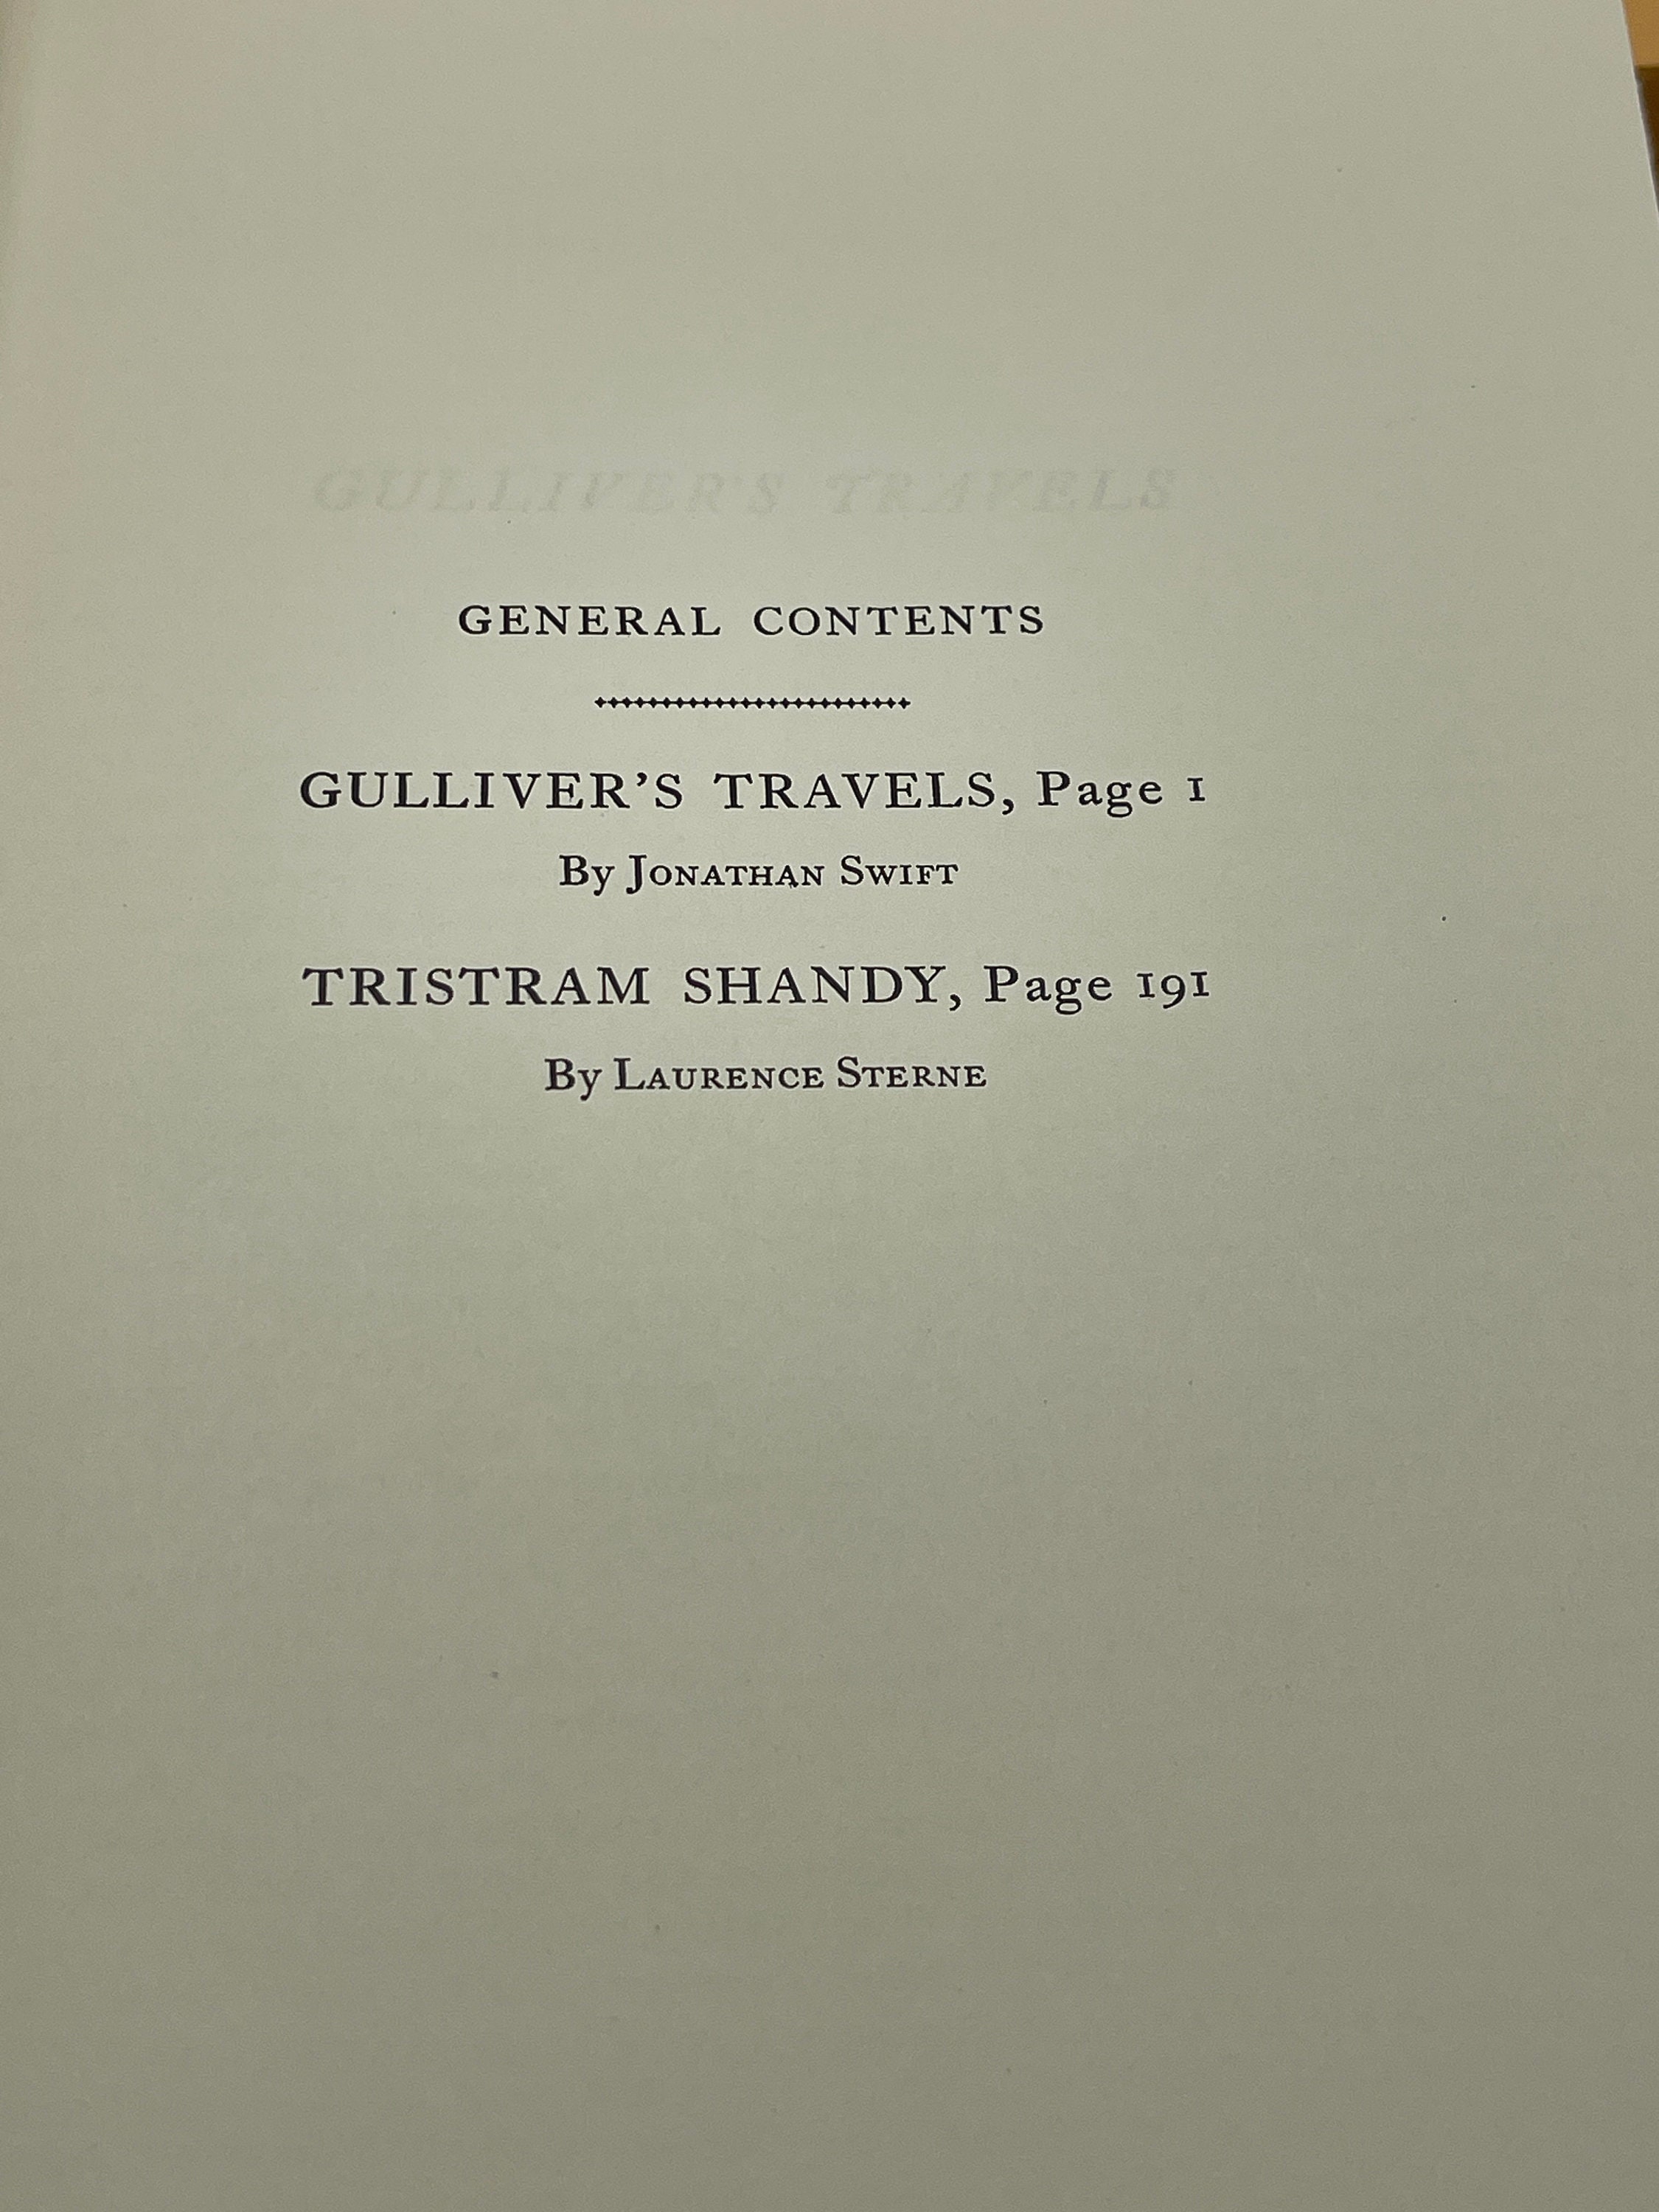 GULLIVER'S TRAVELS
GENERAL CONTENTS
GULLIVER'S TRAVELS, Page 1
By JONATHAN SWIFT
TRISTRAM SHANDY, Page 191
By LAURENCE STERNE